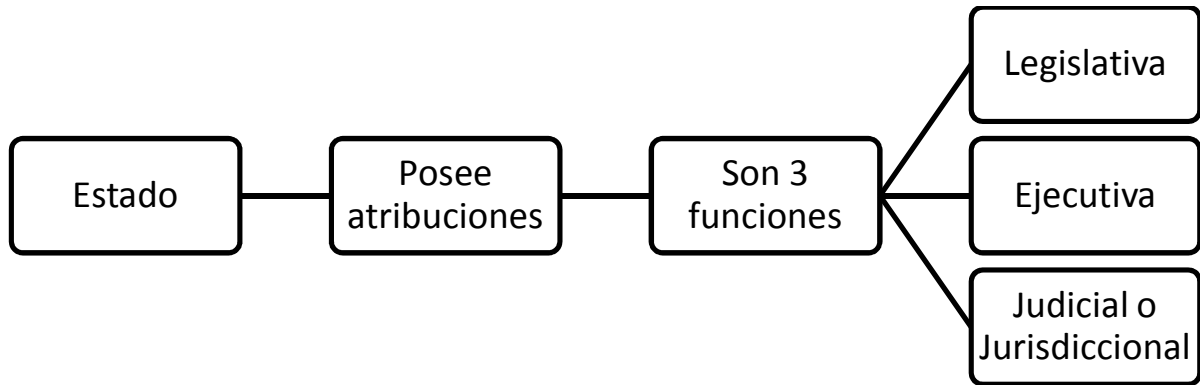 Estado
Posee
atribuciones
Son 3
funciones
Legislativa
Ejecutiva
Judicial o
Jurisdiccional